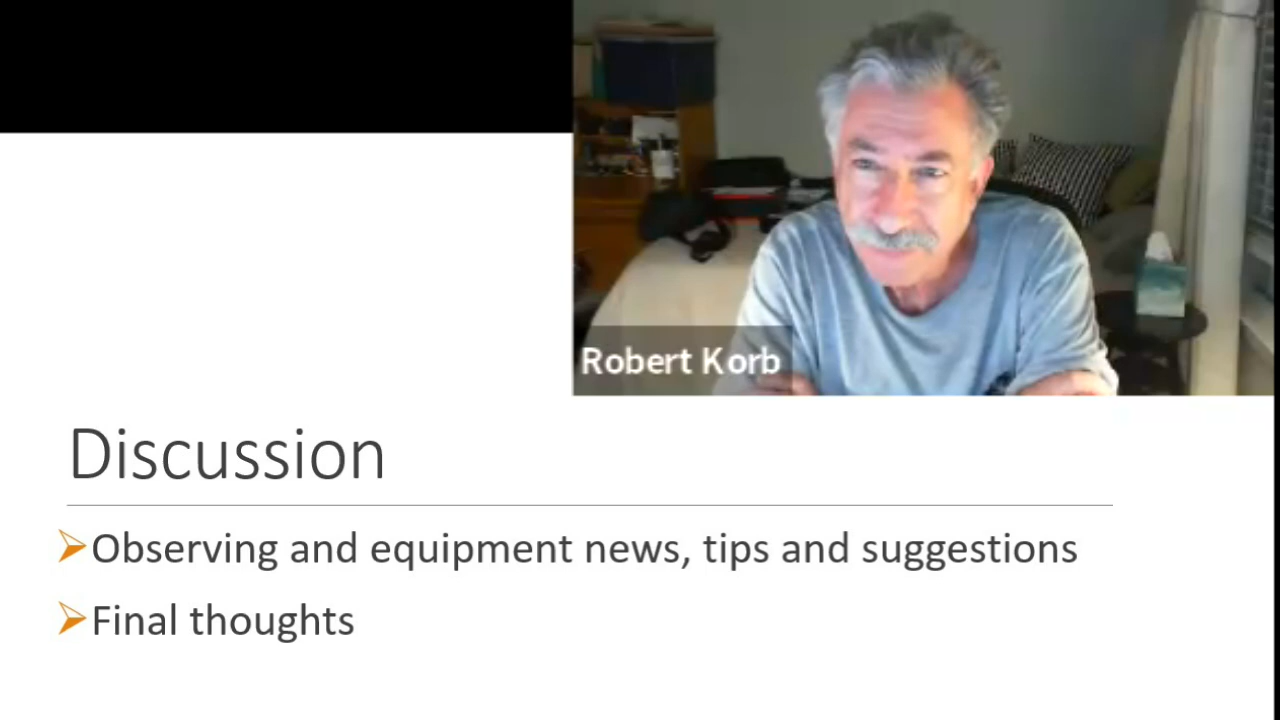 Robert Korb
Discussion
Observing and equipment news, tips and suggestions
Final thoughts